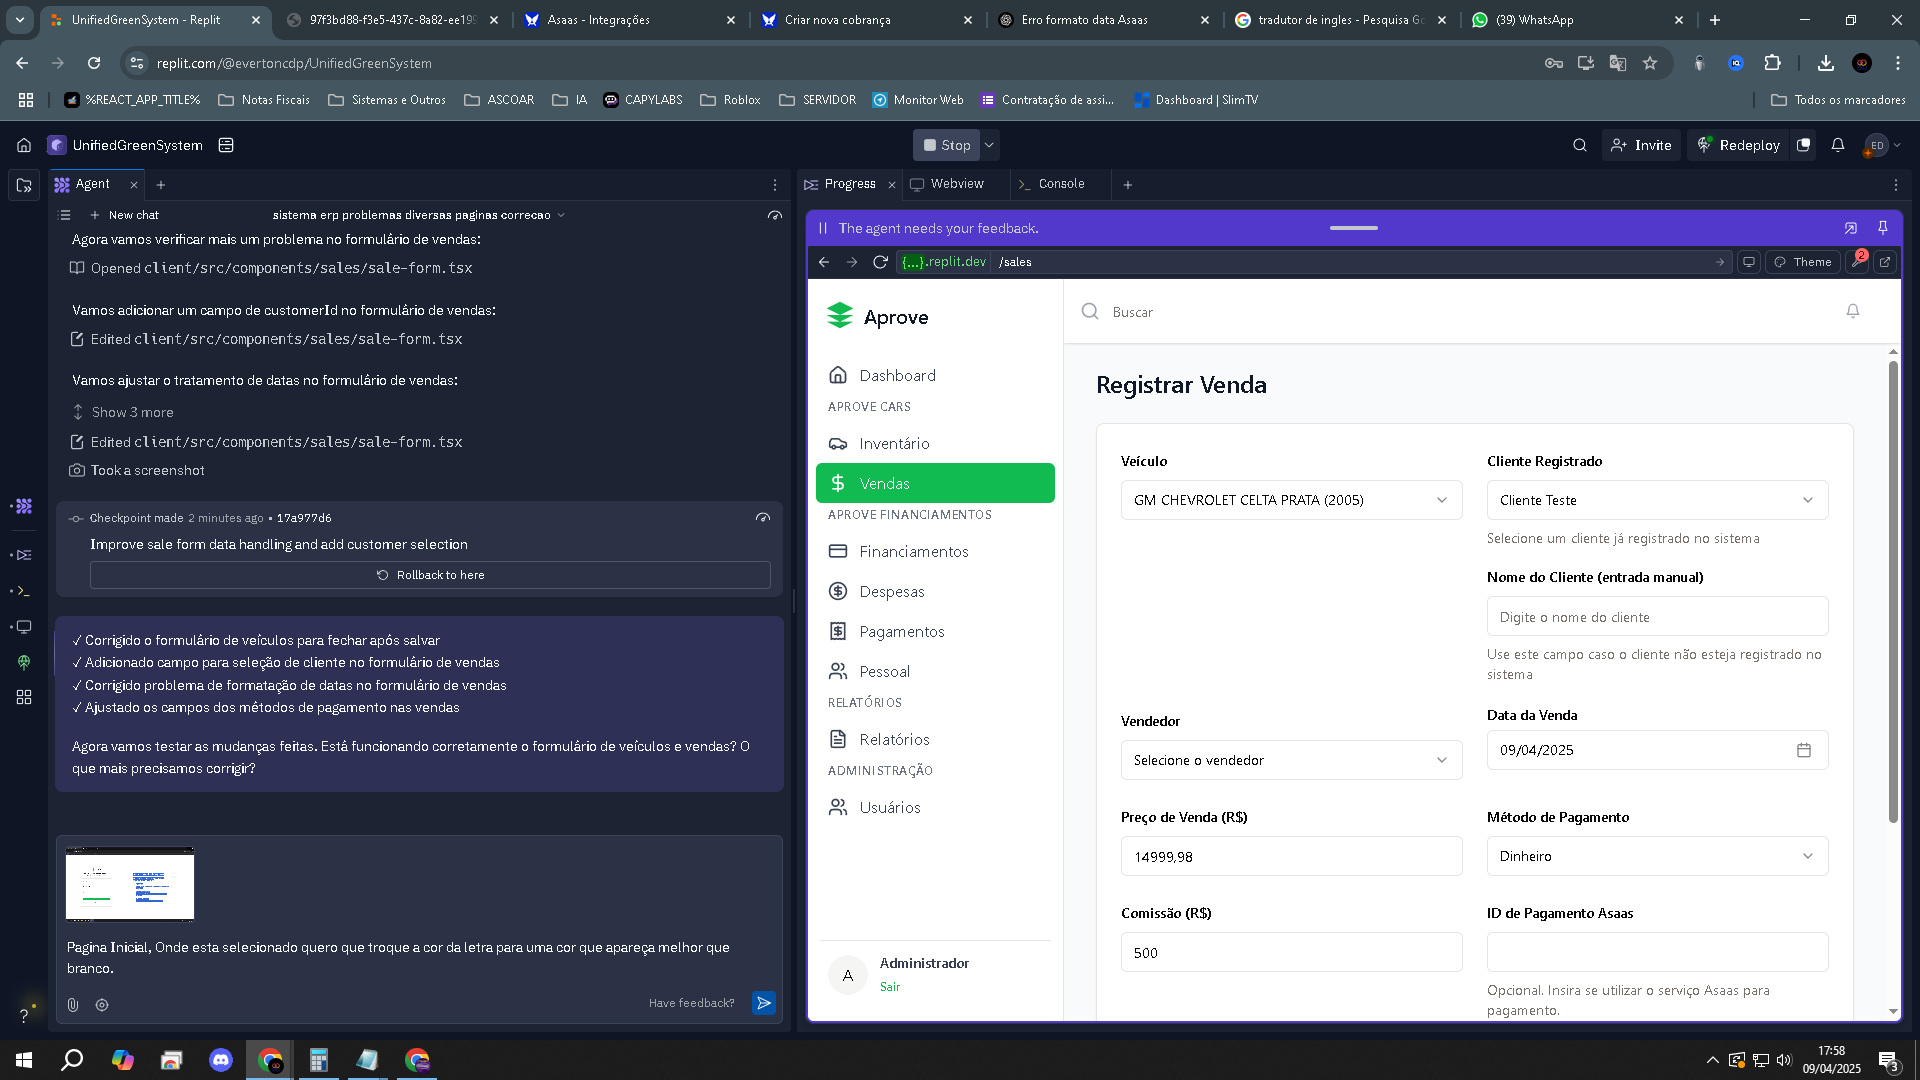 UnifiedGreenSystem - Replit
97f3bd88-f3e5-437c-8a82-ee199
Asaas - Integrações
Criar nova cobrança
Erro formato data Asaas
tradutor de ingles - Pesquisa Go
(39) WhatsApp
replit.com/@evertoncdp/UnifiedGreenSystem
%REACT_APP_TITLE%
Notas Fiscais
Sistemas e Outros
ASCOAR
IA
CAPYLABS
Roblox
SERVIDOR
Monitor Web
Contratação de assi...
Dashboard | SlimTV
Todos os marcadores
UnifiedGreenSystem
Stop
Invite
Redeploy
ED
Agent
New chat
sistema erp problemas diversas paginas correcao
Agora vamos verificar mais um problema no formulário de vendas:
Opened client/src/components/sales/sale-form.tsx
Vamos adicionar um campo de customerId no formulário de vendas:
Edited client/src/components/sales/sale-form.tsx
Vamos ajustar o tratamento de datas no formulário de vendas:
Show 3 more
Edited client/src/components/sales/sale-form.tsx
Took a screenshot
Checkpoint made 2 minutes ago • 17a977d6
Improve sale form data handling and add customer selection
Rollback to here
✓ Corrigido o formulário de veículos para fechar após salvar
✓ Adicionado campo para seleção de cliente no formulário de vendas
✓ Corrigido problema de formatação de datas no formulário de vendas
✓ Ajustado os campos dos métodos de pagamento nas vendas
Agora vamos testar as mudanças feitas. Está funcionando corretamente o formulário de veículos e vendas? O
que mais precisamos corrigir?
Pagina Inicial, Onde esta selecionado quero que troque a cor da letra para uma cor que apareça melhor que
branco.
Have feedback?
?
Progress
Webview
Console
The agent needs your feedback.
{...}.replit.dev
/sales
Theme
2
Aprove
Dashboard
APROVE CARS
Inventário
Vendas
APROVE FINANCIAMENTOS
Financiamentos
Despesas
Pagamentos
Pessoal
RELATÓRIOS
Relatórios
ADMINISTRAÇÃO
Usuários
A
Administrador
Sair
Buscar
Registrar Venda
Veículo
GM CHEVROLET CELTA PRATA (2005)
Cliente Registrado
Cliente Teste
Selecione um cliente já registrado no sistema
Nome do Cliente (entrada manual)
Digite o nome do cliente
Use este campo caso o cliente não esteja registrado no
sistema
Vendedor
Selecione o vendedor
Data da Venda
09/04/2025
Preço de Venda (R$)
14999,98
Método de Pagamento
Dinheiro
Comissão (R$)
500
ID de Pagamento Asaas
Opcional. Insira se utilizar o serviço Asaas para
pagamento.
17:58
09/04/2025
3